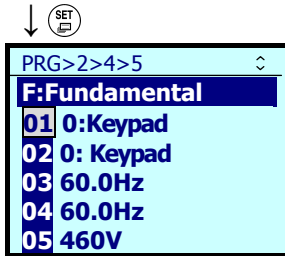 SET
PRG>2>4>5
F:Fundamental
01 0:Keypad
02 0: Keypad
03 60.0Hz
04 60.0Hz
05 460V